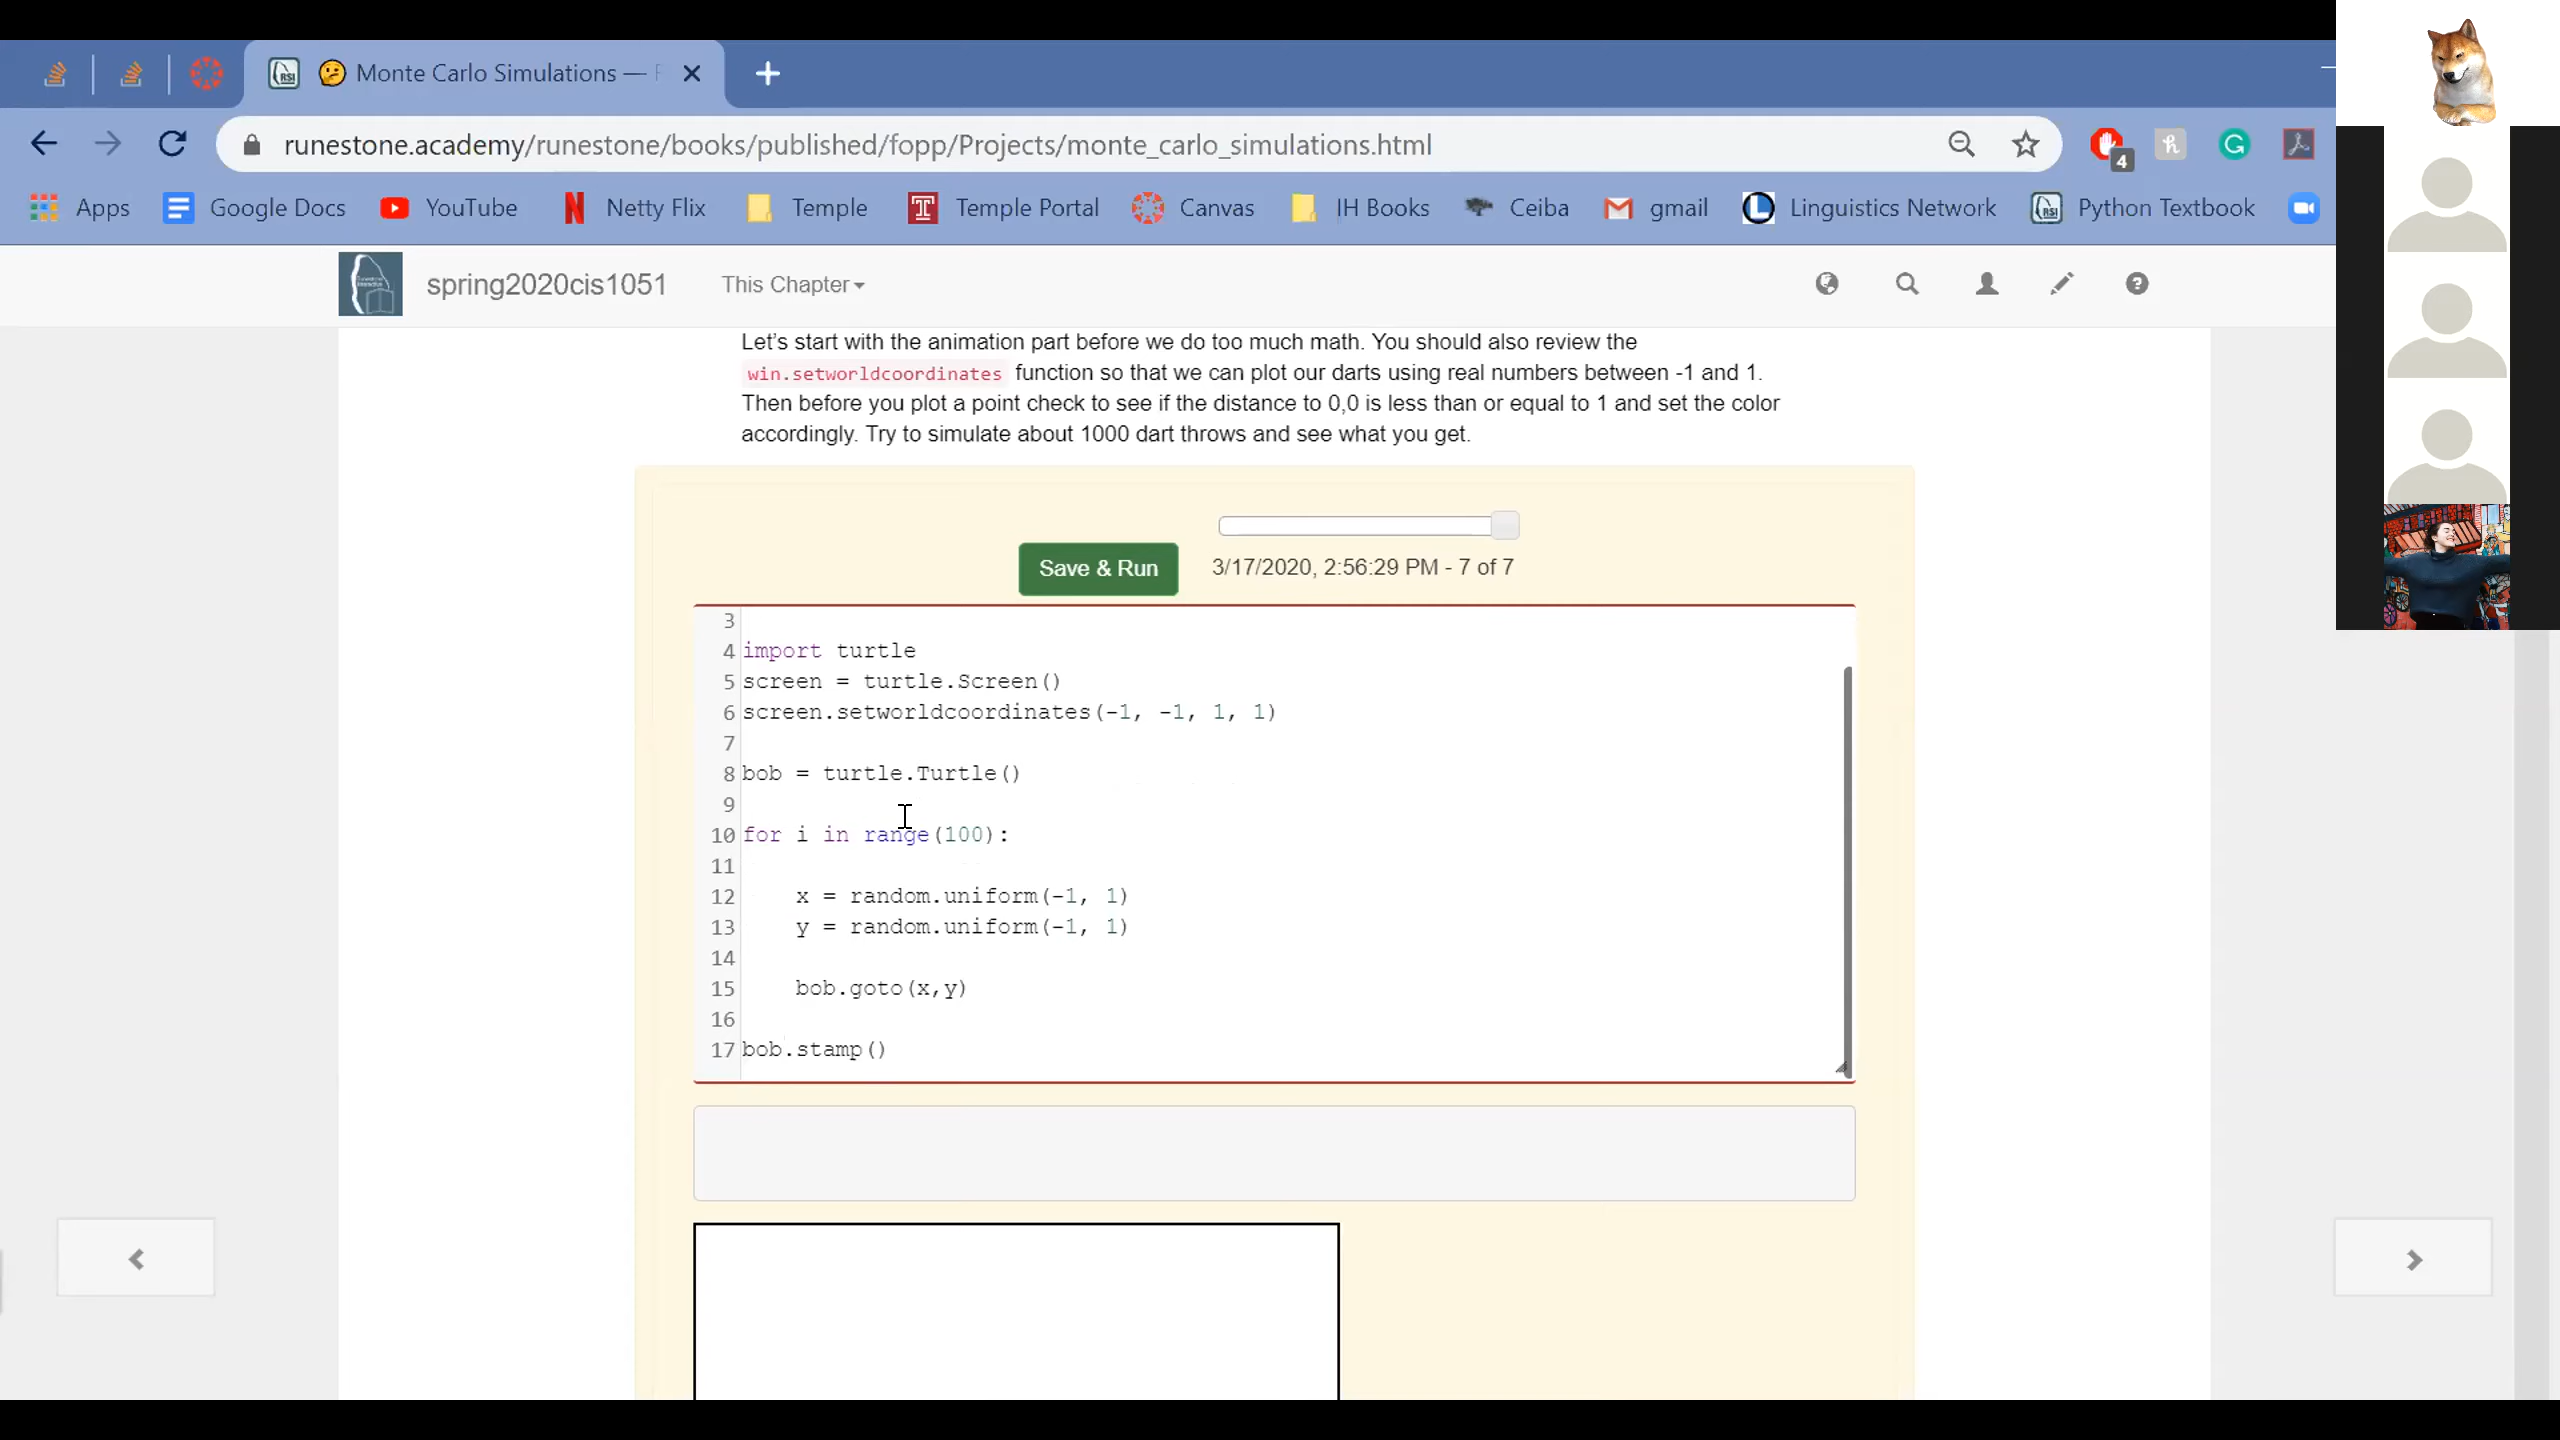 Monte Carlo Simulations —
runestone.academy/runestone/books/published/fopp/Projects/monte_carlo_simulations.html
4
Apps Google Docs YouTube Netty Flix Temple Temple Portal Canvas IH Books Ceiba gmail Linguistics Network Python Textbook
spring2020cis1051 This Chapter
Let’s start with the animation part before we do too much math. You should also review the
win.setworldcoordinates function so that we can plot our darts using real numbers between -1 and 1.
Then before you plot a point check to see if the distance to 0,0 is less than or equal to 1 and set the color
accordingly. Try to simulate about 1000 dart throws and see what you get.
Save & Run 3/17/2020, 2:56:29 PM - 7 of 7
3
4 import turtle
5 screen = turtle.Screen()
6 screen.setworldcoordinates(-1, -1, 1, 1)
7
8 bob = turtle.Turtle()
9
10 for i in range(100):
11
12 x = random.uniform(-1, 1)
13 y = random.uniform(-1, 1)
14
15 bob.goto(x,y)
16
17 bob.stamp()